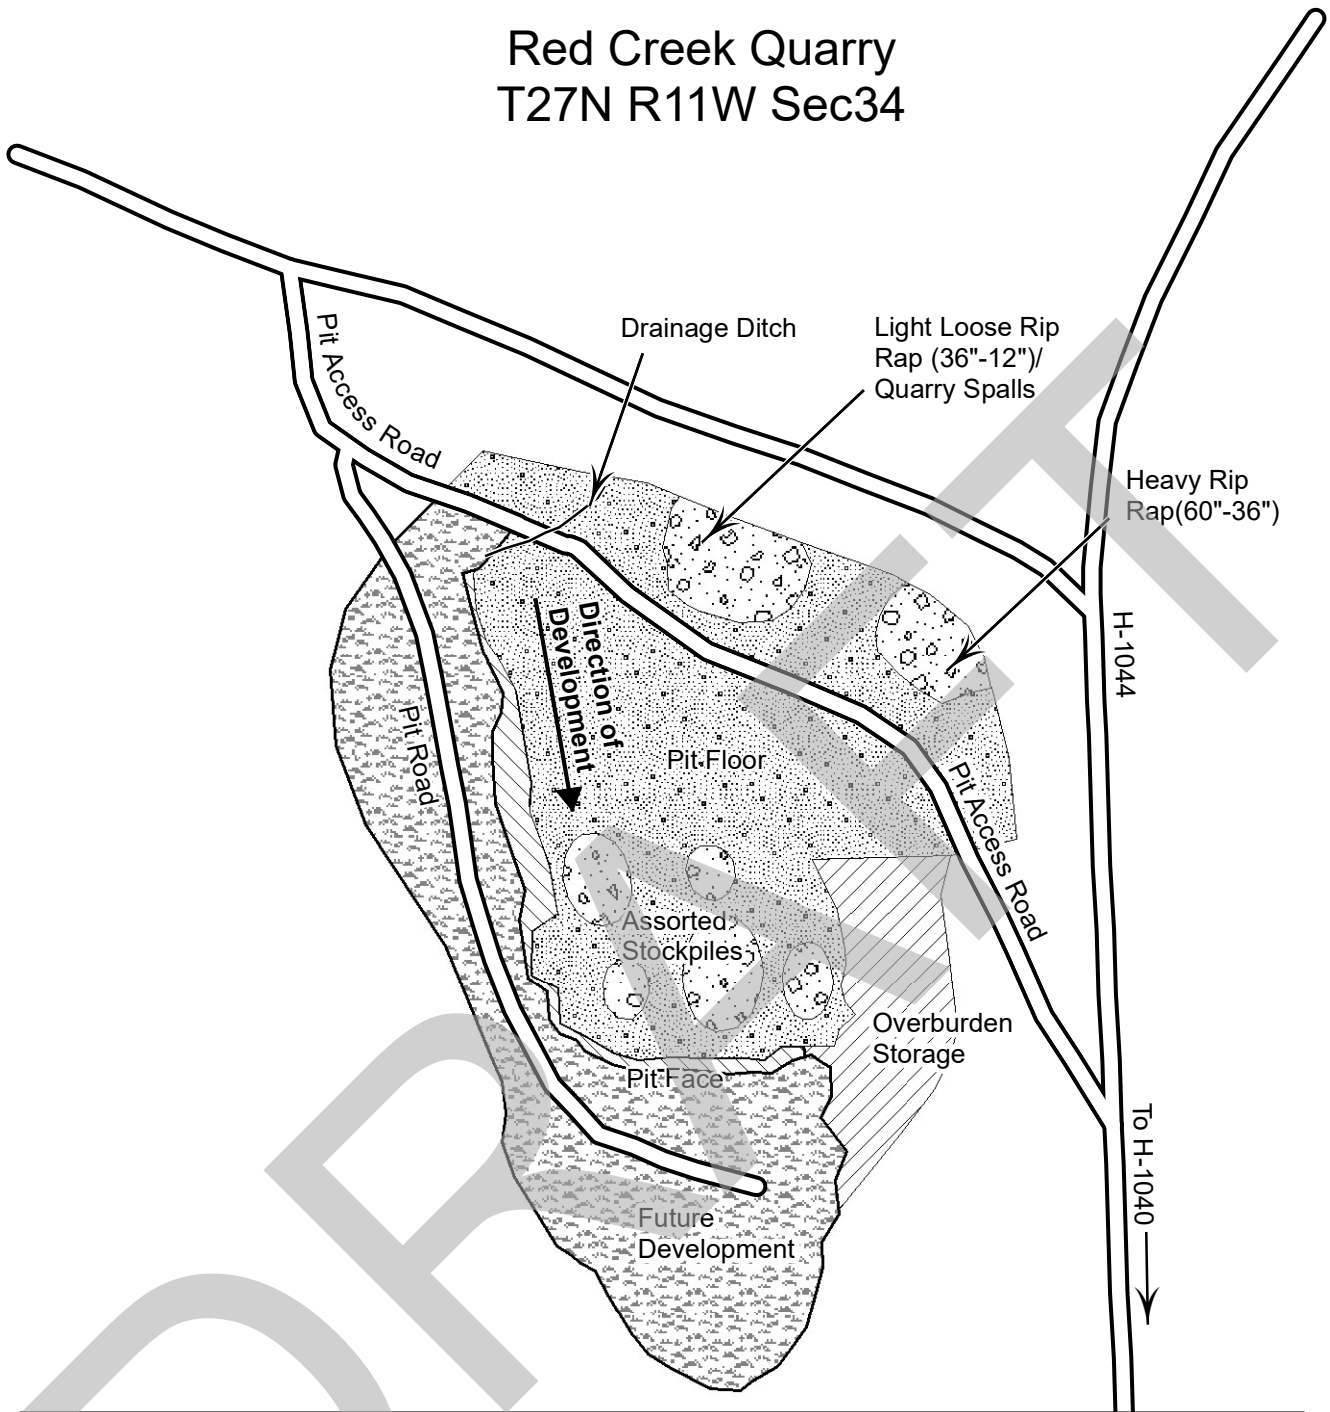 Red Creek Quarry
T27N R11W Sec34
Drainage Ditch
Light Loose Rip
Rap (36"-12")/
Quarry Spalls
Pit Access Road
Heavy Rip
Rap(60"-36")
Direction of
Development
H-1044
Pit Road
Pit Floor
Pit Access Road
Assorted
Stockpiles
Overburden
Storage
Pit Face
To H-1040
Future
Development
DRAFT